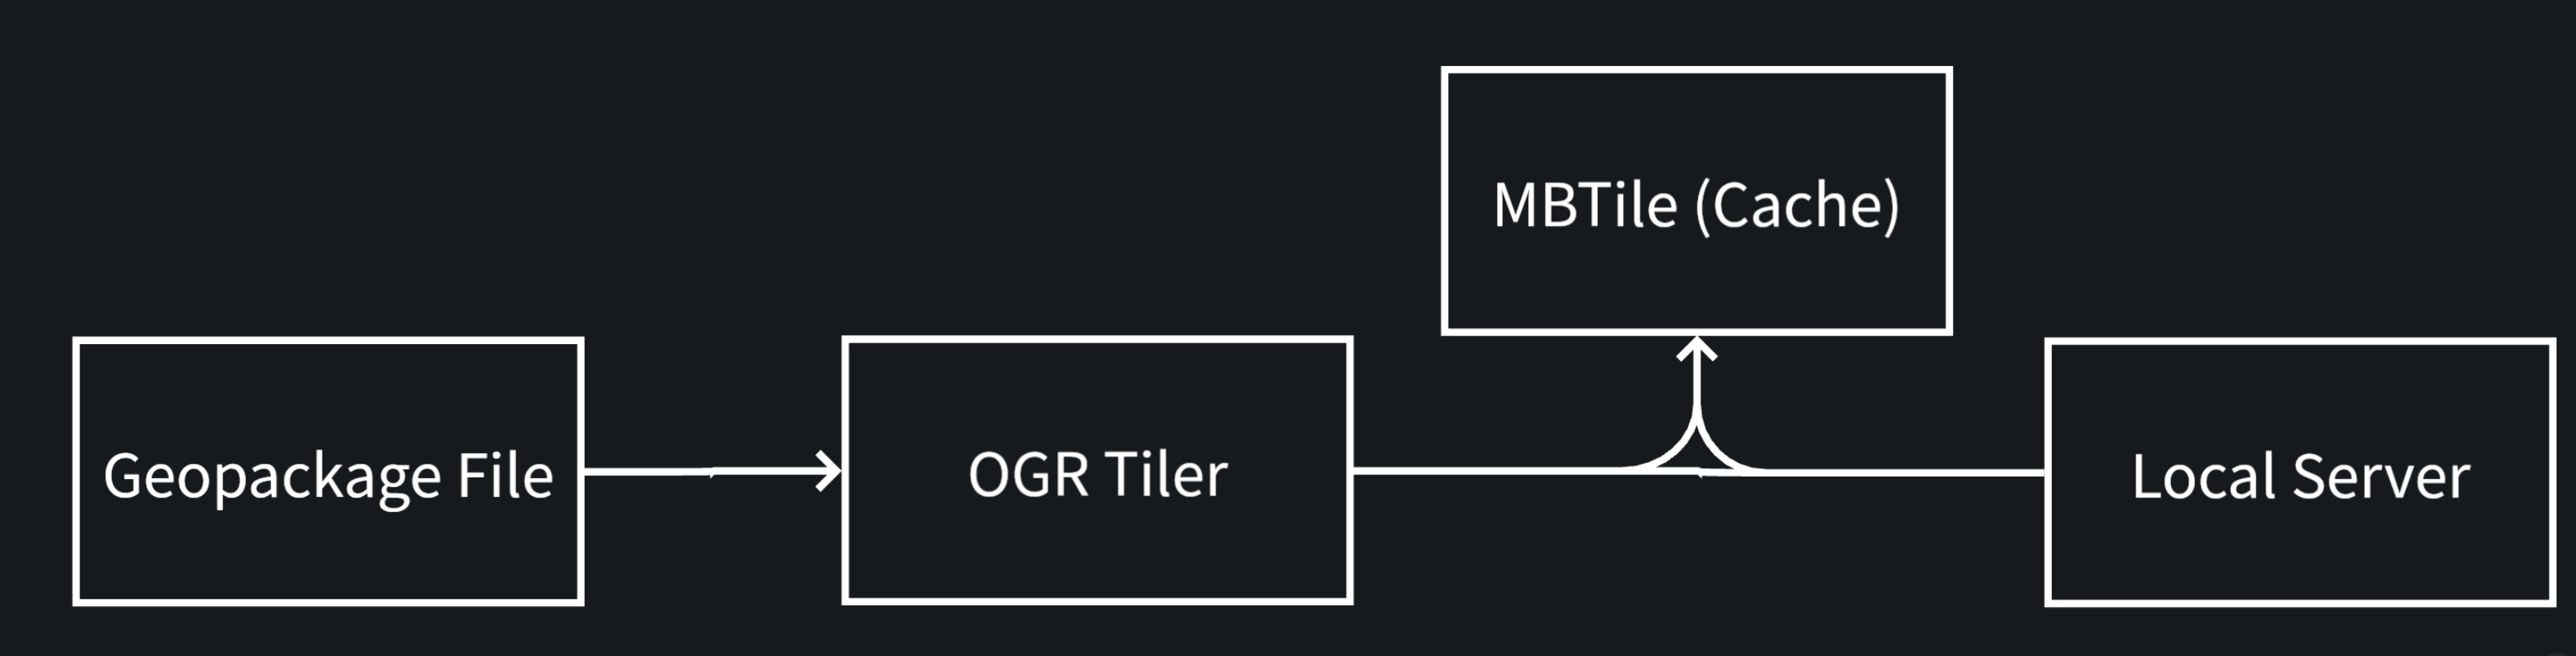 MBTile (Cache)
Geopackage File
OGR Tiler
Local Server